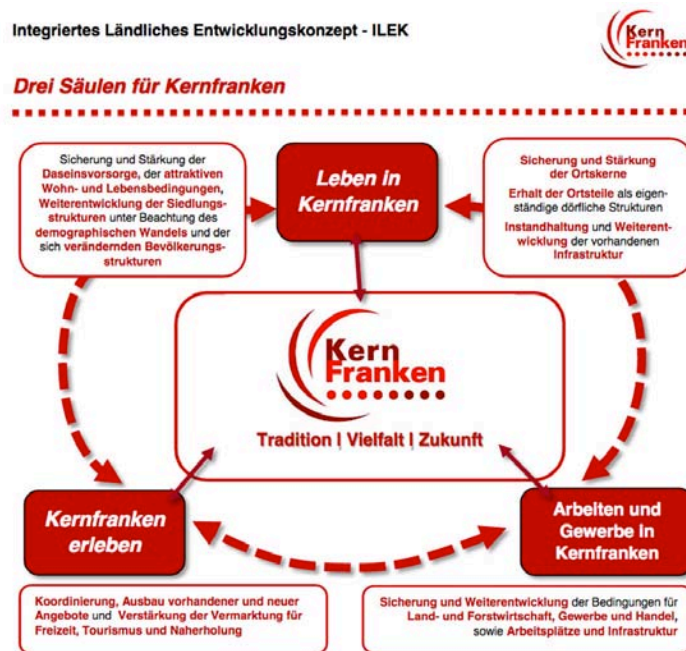 Integriertes Ländliches Entwicklungskonzept - ILEK
Kern
Franken
Drei Säulen für Kernfranken
Sicherung und Stärkung der
Daseinsvorsorge, der attraktiven
Wohn- und Lebensbedingungen,
Weiterentwicklung der Siedlungs-
strukturen unter Beachtung des
demographischen Wandels und der
sich verändernden Bevölkerungs-
strukturen
Leben in
Kernfranken
Sicherung und Stärkung
der Ortskerne
Erhalt der Ortsteile als eigen-
ständige dörfliche Strukturen
Instandhaltung und Weiterent-
wicklung der vorhandenen
Infrastruktur
Kern
Franken
Tradition | Vielfalt | Zukunft
Kernfranken
erleben
Arbeiten und
Gewerbe in
Kernfranken
Koordinierung, Ausbau vorhandener und neuer
Angebote und Verstärkung der Vermarktung für
Freizeit, Tourismus und Naherholung
Sicherung und Weiterentwicklung der Bedingungen für
Land- und Forstwirtschaft, Gewerbe und Handel,
sowie Arbeitsplätze und Infrastruktur